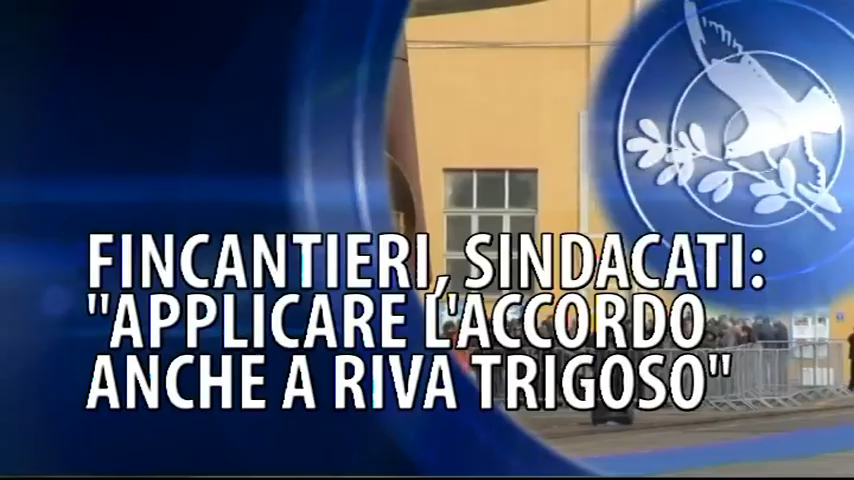 FINCANTIERI, SINDACATI:
"APPLICARE L'ACCORDO
ANCHE A RIVA TRIGOSO"